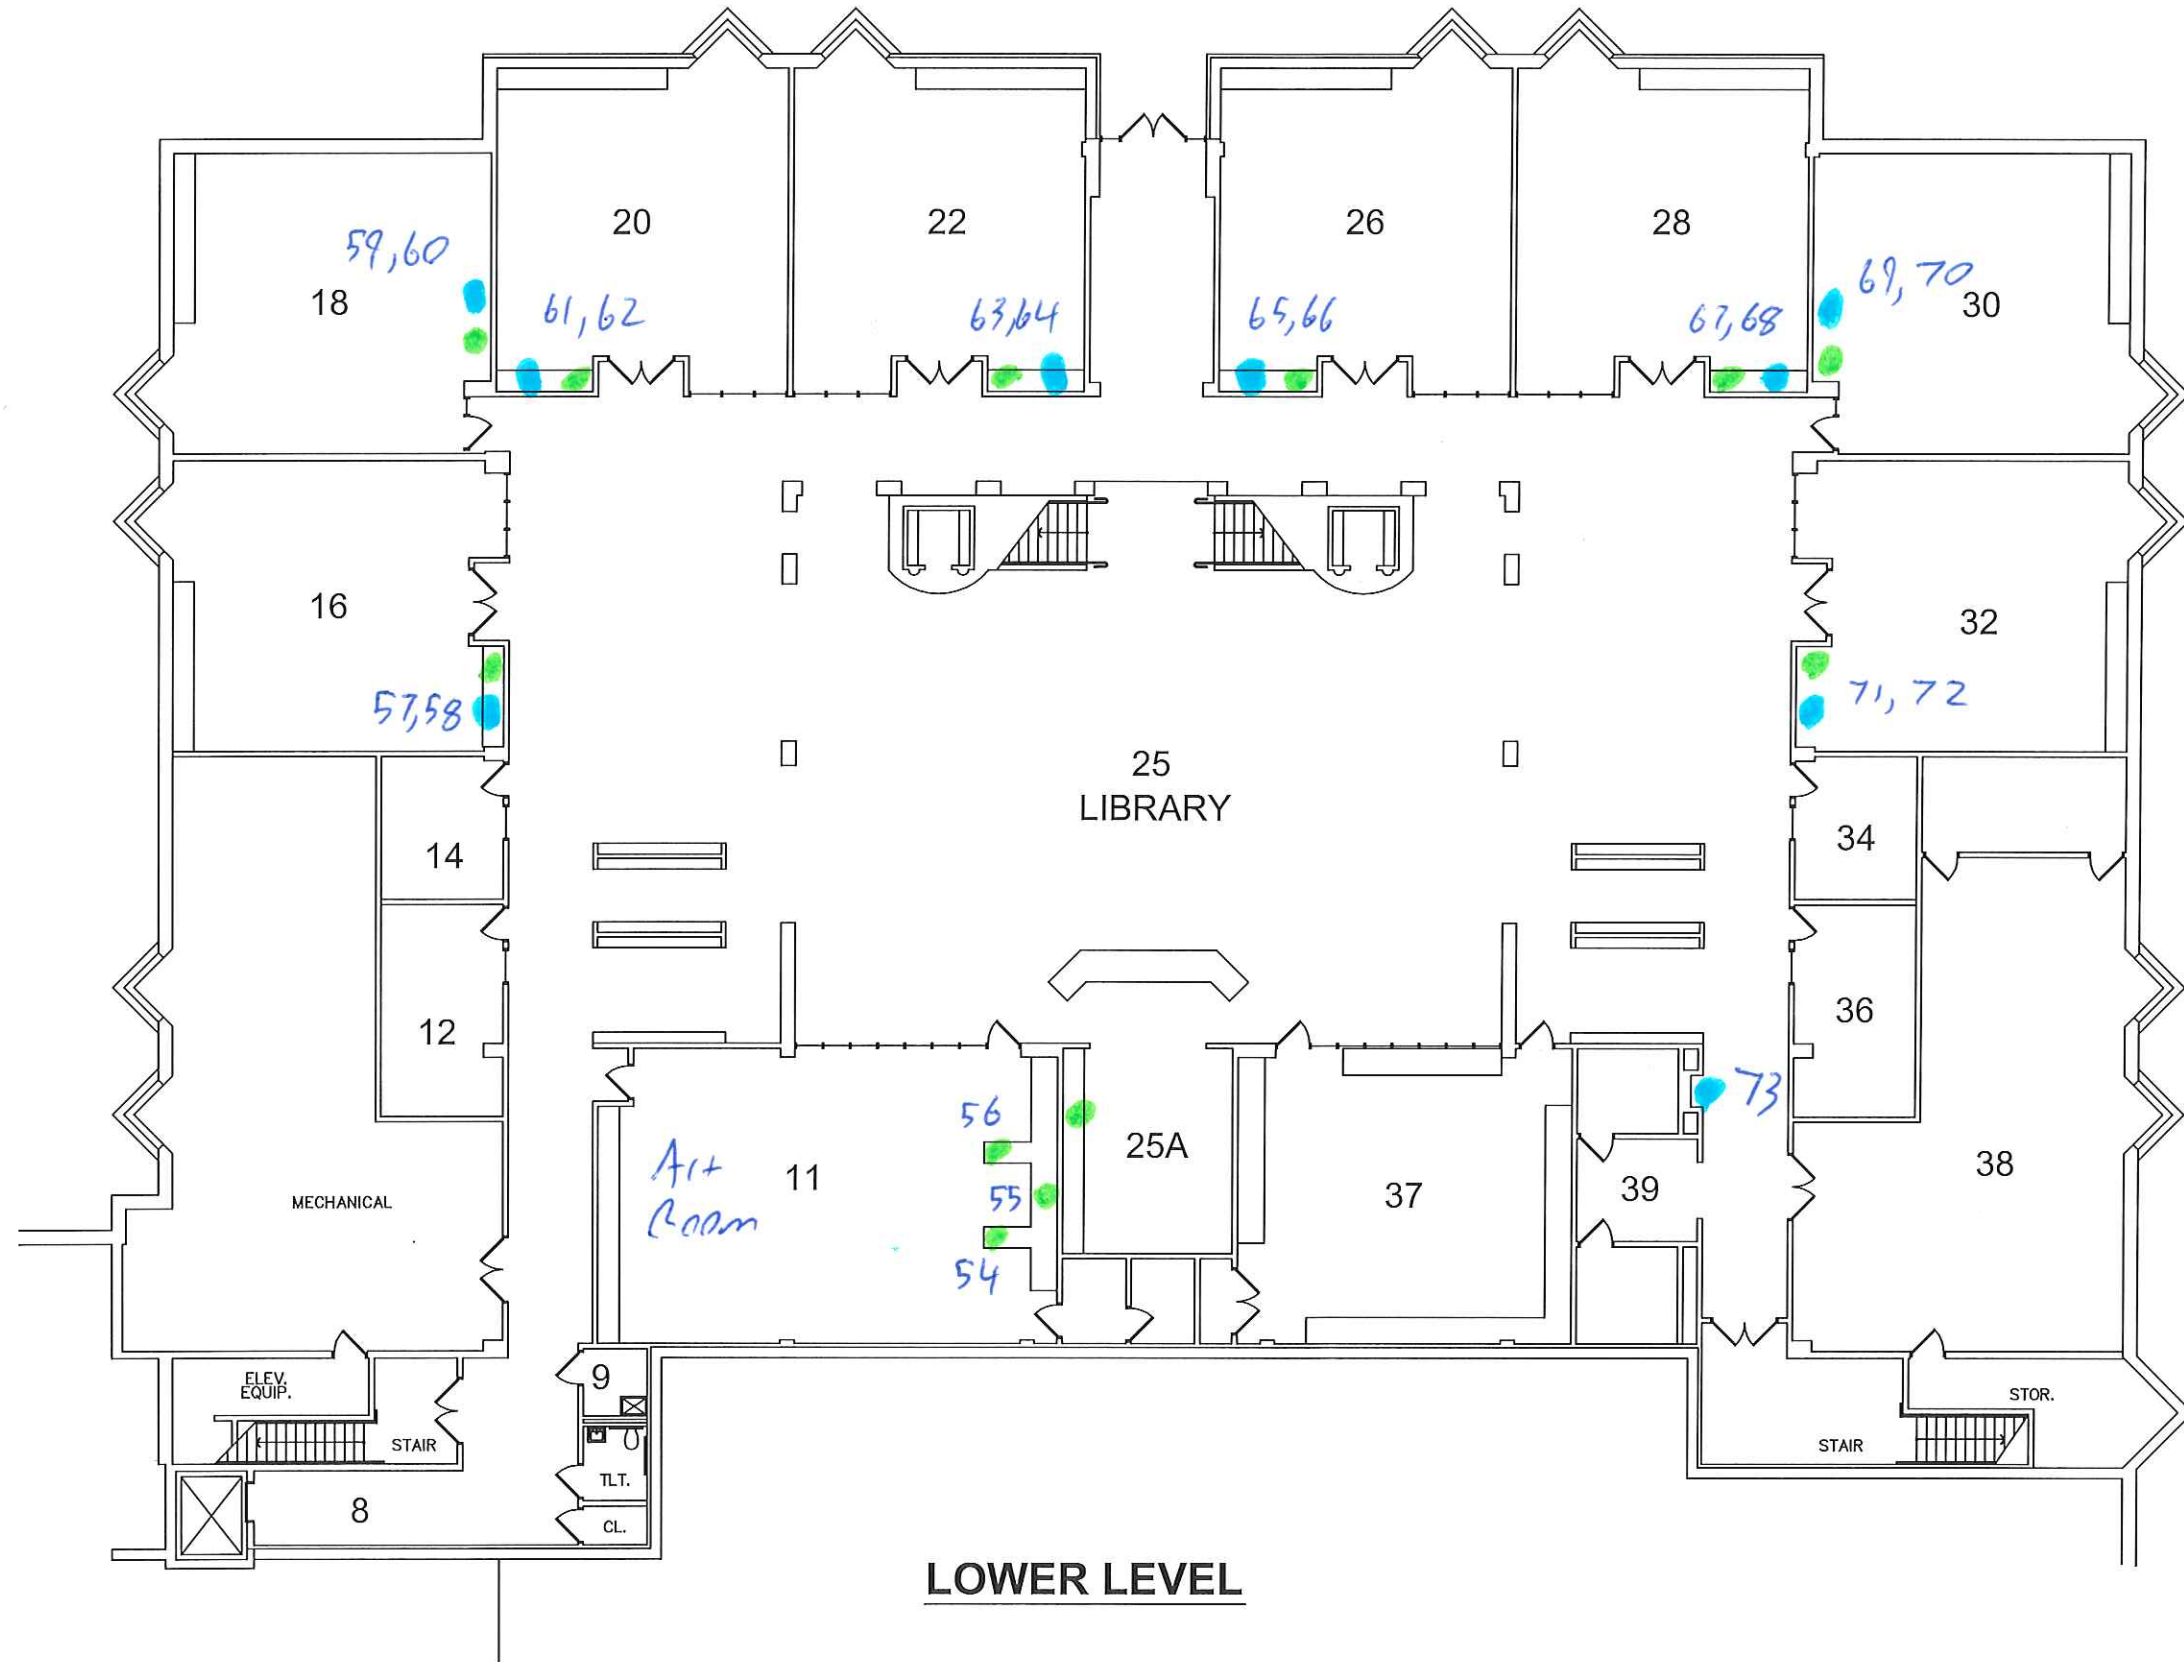 20
22
26
28
59,60
18
61,62
63,64
65,66
67,68
69,70
30
16
57,58
32
71,72
25
LIBRARY
14
34
12
36
73
56
Art
Room
11
55
54
25A
37
39
38
MECHANICAL
ELEV.
EQUIP.
9
STAIR
TLT.
8
CL.
STOR.
STAIR
LOWER LEVEL